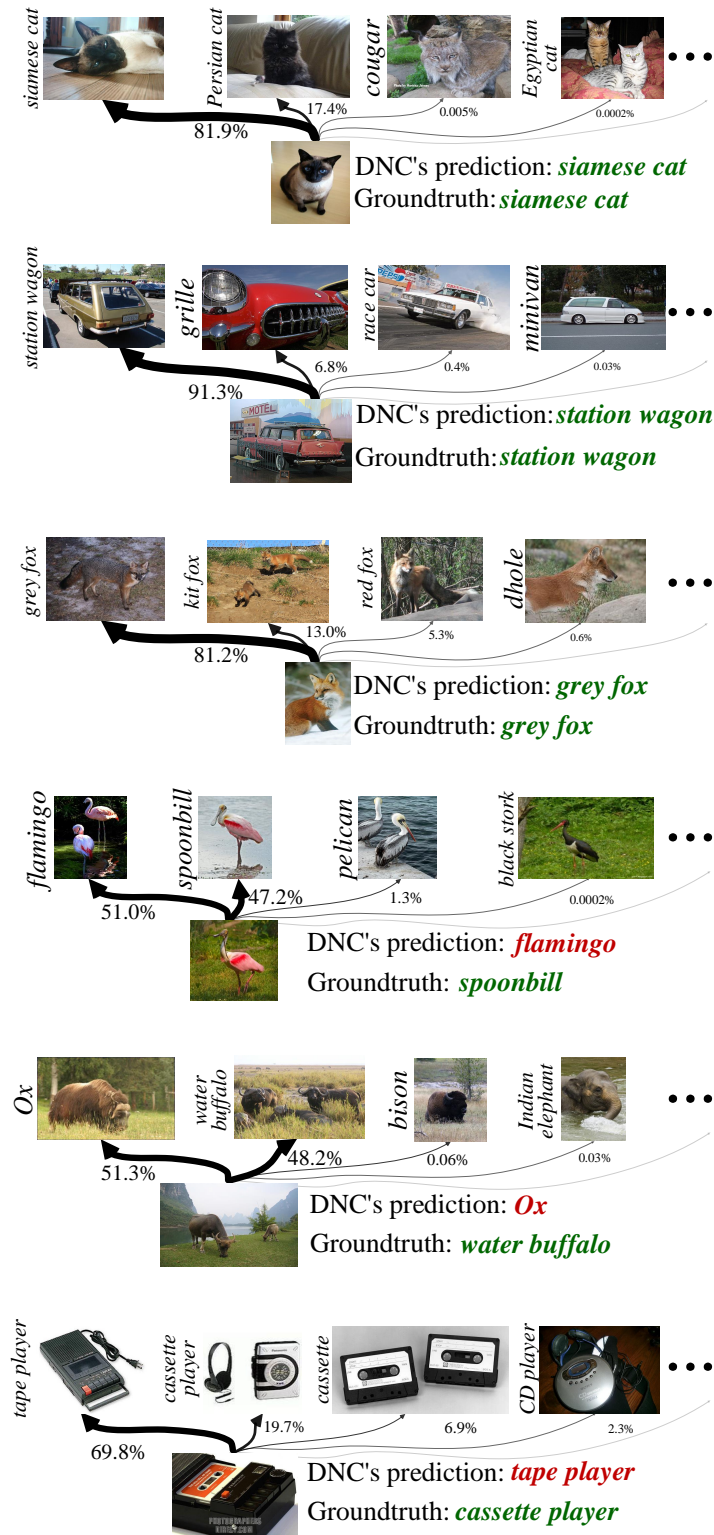 siamese cat
Persian cat
cougar
Egyptian
cat
81.9%
17.4%
0.005%
0.0002%
DNC's prediction: siamese cat
Groundtruth: siamese cat
station wagon
grille
race car
minivan
PEPSI
91.3%
6.8%
0.4%
0.03%
MOTEL
DNC's prediction: station wagon
Groundtruth: station wagon
grey fox
kit fox
red fox
dhole
81.2%
13.0%
5.3%
0.6%
DNC's prediction: grey fox
Groundtruth: grey fox
flamingo
spoonbill
pelican
black stork
51.0%
47.2%
1.3%
0.0002%
DNC's prediction: flamingo
Groundtruth: spoonbill
Ox
water
buffalo
bison
Indian
elephant
51.3%
48.2%
0.06%
0.03%
DNC's prediction: Ox
Groundtruth: water buffalo
tape player
cassette
player
cassette
CD player
69.8%
19.7%
6.9%
2.3%
DNC's prediction: tape player
Groundtruth: cassette player